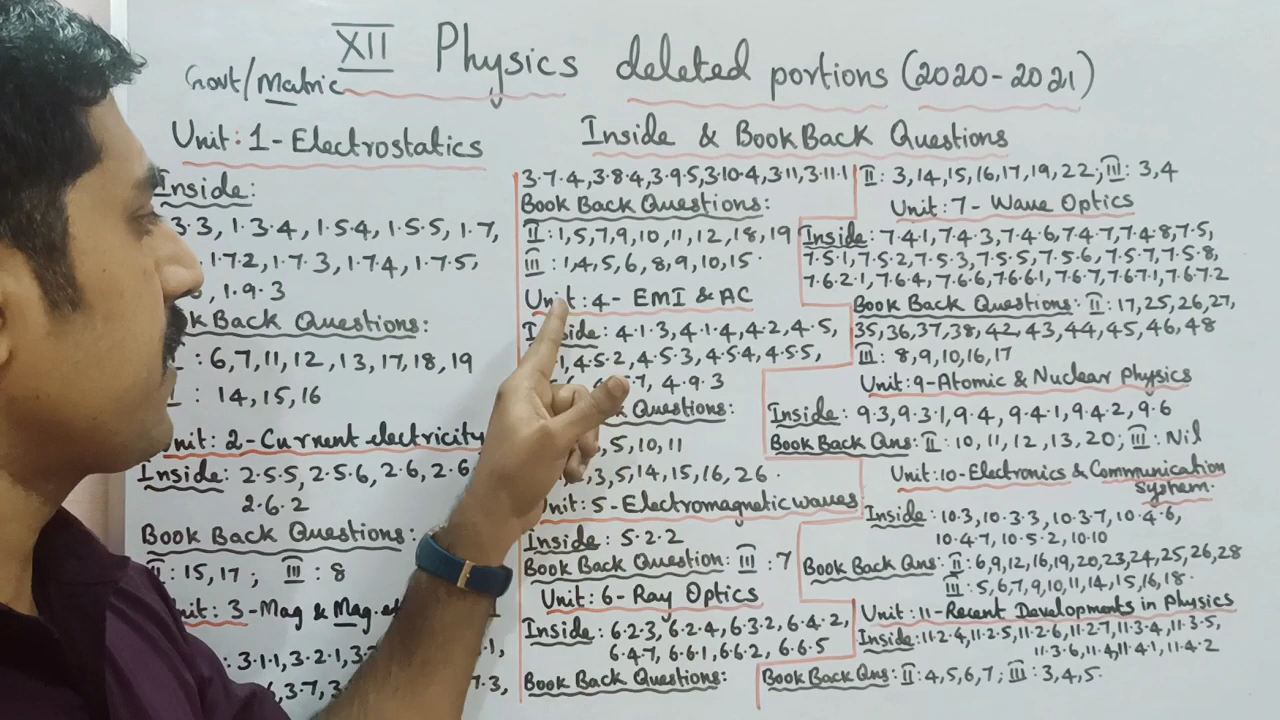 XII Physics deleted portions (2020-2021)
Govt/Matric
Unit: 1-Electrostatics
Inside:
3.3, 1.3.4, 1.5.4, 1.5.5, 1.7,
1.7.2, 1.7.3, 1.7.4, 1.7.5,
1.9.3
Back Questions:
: 6,7,11,12,13,17,18,19
: 14,15,16
Unit: 2-Current electricity
Inside: 2.5.5, 2.5.6, 2.6, 2.6
2.6.2
Book Back Questions:
II: 15,17; III: 8
Unit: 3-Mag & Mag.
: 3.1.1, 3.2.1,
3.7,
Inside & BookBack Questions
3.7.4, 3.8.4, 3.9.5, 3.10.4, 3.11, 3.11.1
Book Back Questions:
II: 1,5,7,9,10,11,12,18,19
III: 1,4,5,6,8,9,10,15.
Unit: 4- EMI & AC
Inside: 4.1.3, 4.1.4, 4.2, 4.5,
4.5.2, 4.5.3, 4.5.4, 4.5.5,
4.9.3
Questions:
5,10,11
3,5,14,15,16,26.
Unit: 5-Electromagnetic waves
Inside: 5.2.2
Book Back Question: III: 7
Unit: 6-Ray Optics
Inside: 6.2.3, 6.2.4, 6.3.2, 6.4.2,
6.4.7, 6.6.1, 6.6.2, 6.6.5
Book Back Questions:
II: 3,14,15,16,17,19,22; III: 3,4
Unit: 7- Wave Optics
Inside: 7.4.1, 7.4.3, 7.4.6, 7.4.7, 7.4.8, 7.5,
7.5.1, 7.5.2, 7.5.3, 7.5.5, 7.5.6, 7.5.7, 7.5.8,
7.6.2.1, 7.6.4, 7.6.6, 7.6.6.1, 7.6.7, 7.6.7.1, 7.6.7.2
Book Back Questions: II: 17,25,26,27,
35,36,37,38,42,43,44,45,46,48
III: 8,9,10,16,17
Unit: 9-Atomic & Nuclear Physics
Inside: 9.3, 9.3.1, 9.4, 9.4.1, 9.4.2, 9.6
Book Back Qns: II: 10,11,12,13,20; III: Nil
Unit: 10-Electronics & Communication
system.
Inside: 10.3, 10.3.3, 10.3.7, 10.4.6,
10.4.7, 10.5.2, 10.10
Book Back Qns: II: 6,9,12,16,19,20,23,24,25,26,28
III: 5,6,7,9,10,11,14,15,16,18.
Unit: 11-Recent Developments in Physics
Inside: 11.2.4, 11.2.5, 11.2.6, 11.2.7, 11.3.4, 11.3.5,
11.3.6, 11.4, 11.4.1, 11.4.2
Book Back Qns: II: 4,5,6,7; III: 3,4,5.